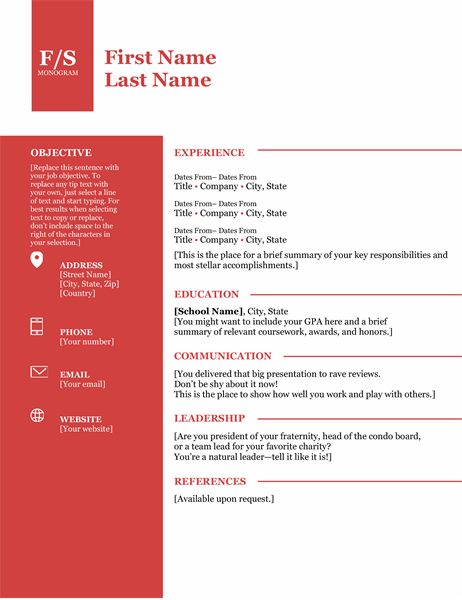 F/S
MONOGRAM
First Name
Last Name
OBJECTIVE
[Replace this sentence with
your job objective. To
replace any tip text with
your own, just select a line
of text and start typing. For
best results when selecting
text to copy or replace,
don't include space to the
right of the characters in
your selection.]
ADDRESS
[Street Name]
[City, State, Zip]
[Country]
PHONE
[Your number]
EMAIL
[Your email]
WEBSITE
[Your website]
EXPERIENCE
Dates From– Dates From
Title • Company • City, State
Dates From– Dates From
Title • Company • City, State
Dates From– Dates From
Title • Company • City, State
[This is the place for a brief summary of your key responsibilities and
most stellar accomplishments.]
EDUCATION
[School Name], City, State
[You might want to include your GPA here and a brief
summary of relevant coursework, awards, and honors.]
COMMUNICATION
[You delivered that big presentation to rave reviews.
Don't be shy about it now!
This is the place to show how well you work and play with others.]
LEADERSHIP
[Are you president of your fraternity, head of the condo board,
or a team lead for your favorite charity?
You're a natural leader—tell it like it is!]
REFERENCES
[Available upon request.]